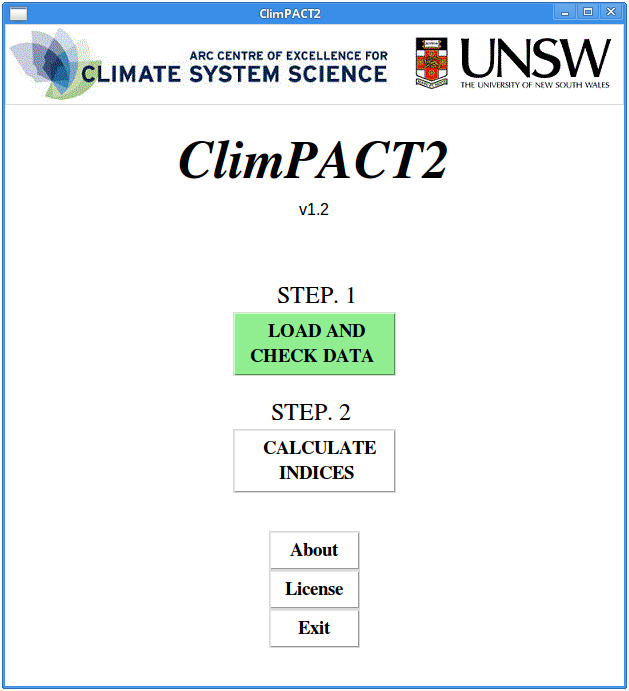 ClimPACT2
ARC CENTRE OF EXCELLENCE FOR
CLIMATE SYSTEM SCIENCE
UNSW
THE UNIVERSITY OF NEW SOUTH WALES
ClimPACT2
v1.2
STEP. 1
LOAD AND
CHECK DATA
STEP. 2
CALCULATE
INDICES
About
License
Exit